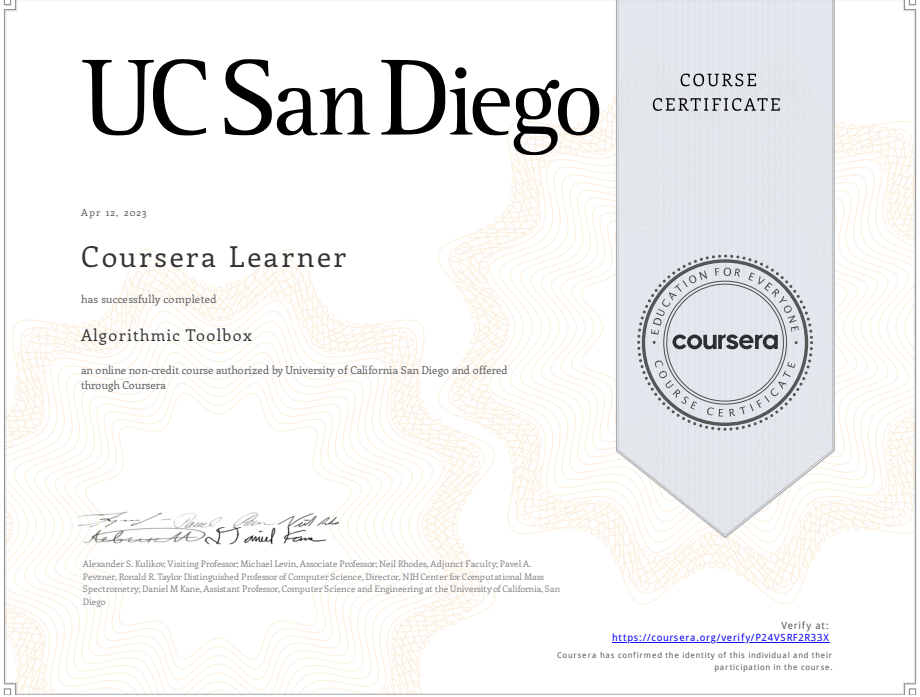 UC San Diego
COURSE
CERTIFICATE
Apr 12, 2023
Coursera Learner
has successfully completed
Algorithmic Toolbox
an online non-credit course authorized by University of California San Diego and offered
through Coursera
EDUCATION FOR EVERYONE
coursera
COURSE CERTIFICATE
Alexander S. Kulikov, Visiting Professor; Michael Levin, Associate Professor; Neil Rhodes, Adjunct Faculty; Pavel A.
Pevzner, Ronald R. Taylor Distinguished Professor of Computer Science, Director, NIH Center for Computational Mass
Spectrometry; Daniel M Kane, Assistant Professor, Computer Science and Engineering at the University of California, San
Diego
Verify at:
https://coursera.org/verify/P24VSRF2R33X
Coursera has confirmed the identity of this individual and their
participation in the course.